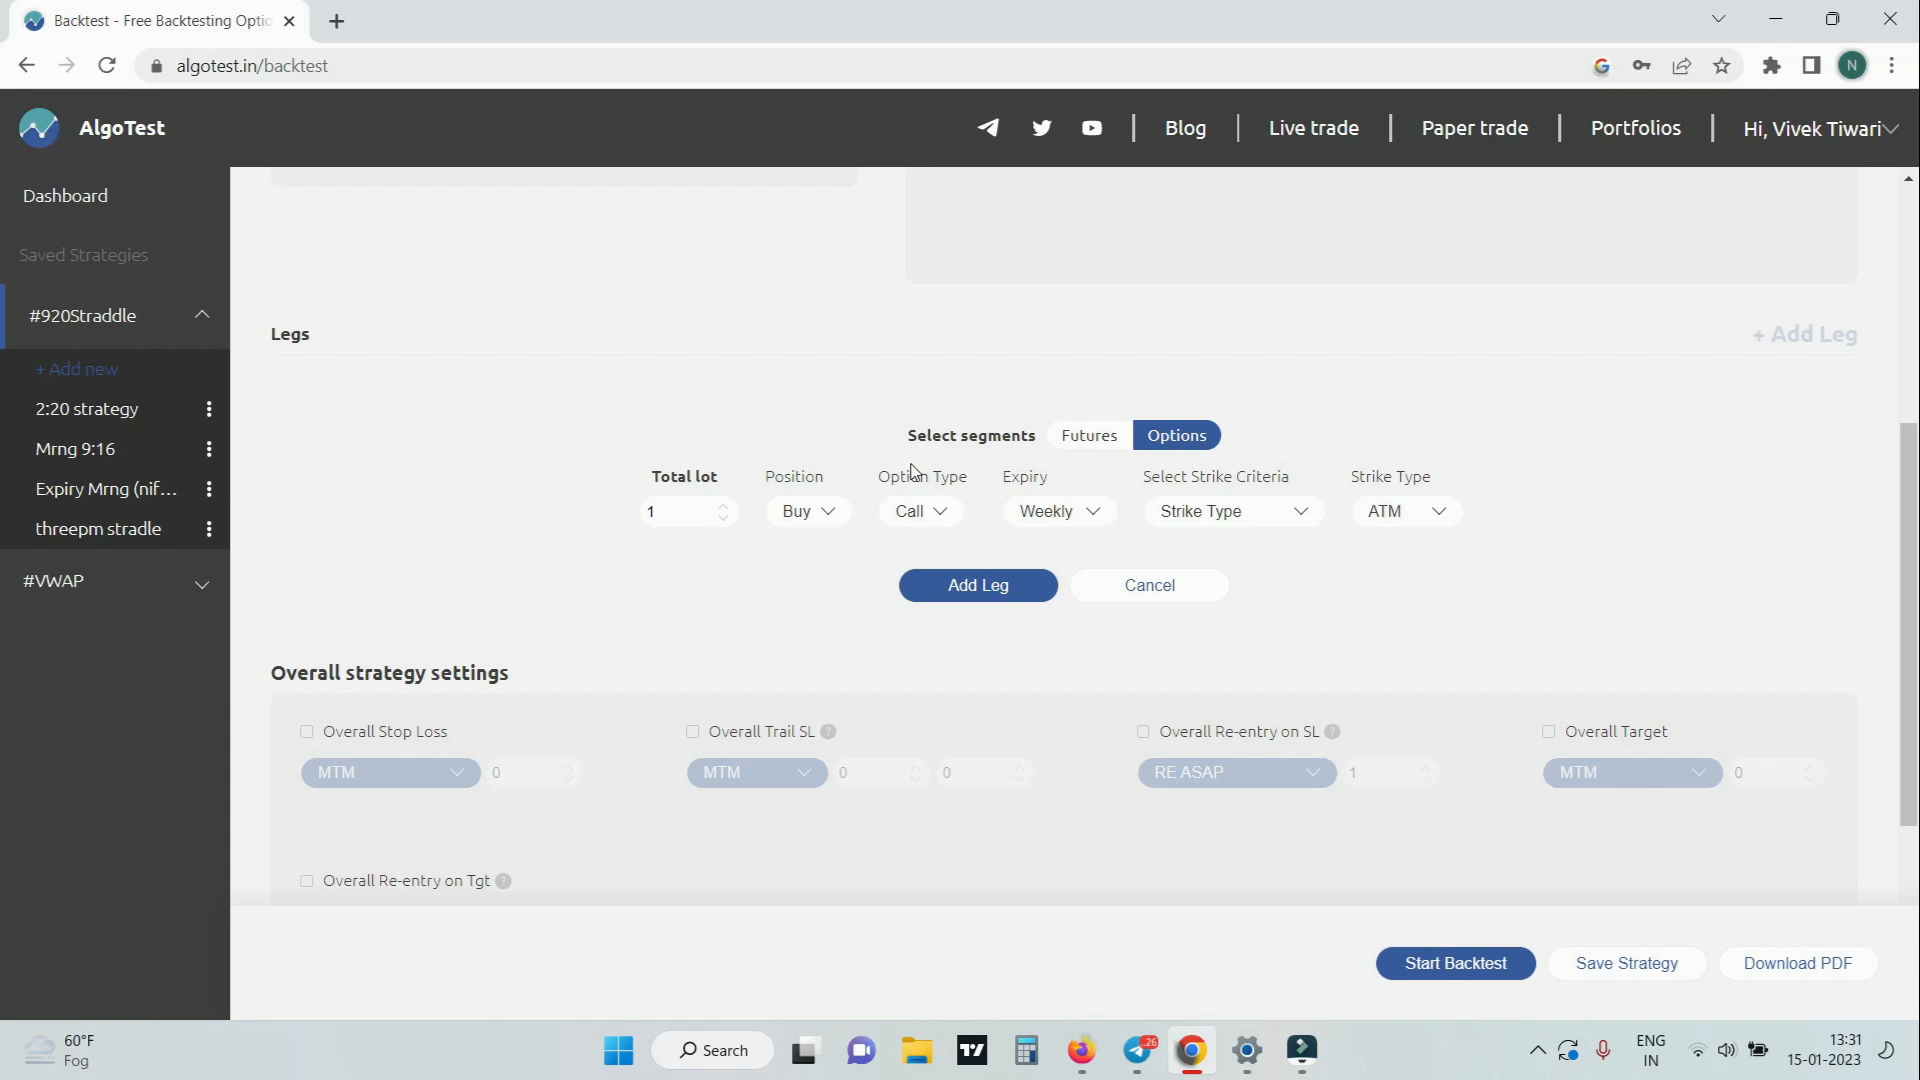 Backtest - Free Backtesting Optio
algotest.in/backtest
N
AlgoTest
Blog
Live trade
Paper trade
Portfolios
Hi, Vivek Tiwari
Dashboard
Saved Strategies
#920Straddle
+ Add new
2:20 strategy
Mrng 9:16
Expiry Mrng (nif...
threepm stradle
#VWAP
Legs
+ Add Leg
Select segments Futures Options
Total lot Position Option Type Expiry Select Strike Criteria Strike Type
1 Buy Call Weekly Strike Type ATM
Add Leg Cancel
Overall strategy settings
Overall Stop Loss Overall Trail SL ? Overall Re-entry on SL ? Overall Target
MTM 0 MTM 0 0 RE ASAP 1 MTM 0
Overall Re-entry on Tgt ?
Start Backtest Save Strategy Download PDF
60°F
Fog
Search
26
ENG
IN
13:31
15-01-2023